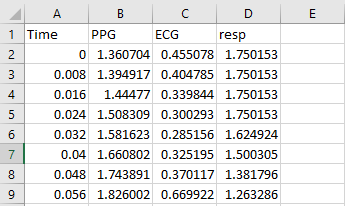 A B C D E
1 Time PPG ECG resp
2 0 1.360704 0.455078 1.750153
3 0.008 1.394917 0.404785 1.750153
4 0.016 1.44477 0.339844 1.750153
5 0.024 1.508309 0.300293 1.750153
6 0.032 1.581623 0.285156 1.624924
7 0.04 1.660802 0.325195 1.500305
8 0.048 1.743891 0.370117 1.381796
9 0.056 1.826002 0.669922 1.263286